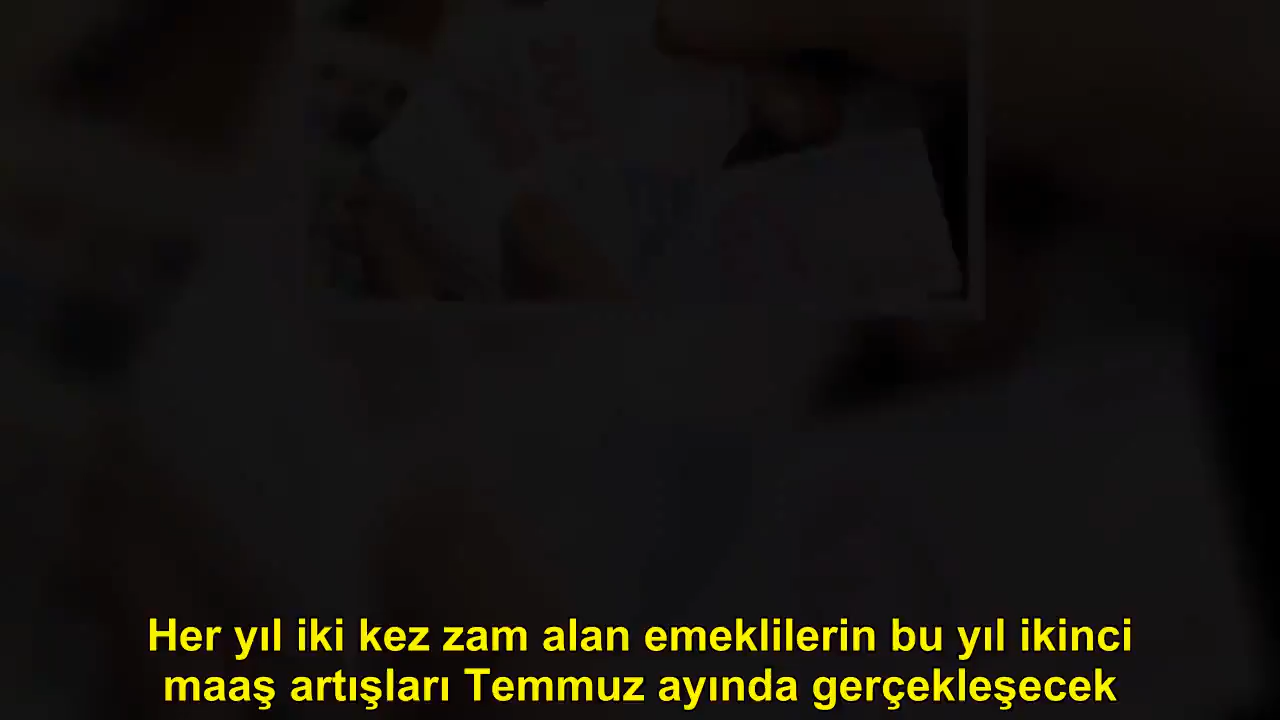 Her yıl iki kez zam alan emeklilerin bu yıl ikinci
maaş artışları Temmuz ayında gerçekleşecek